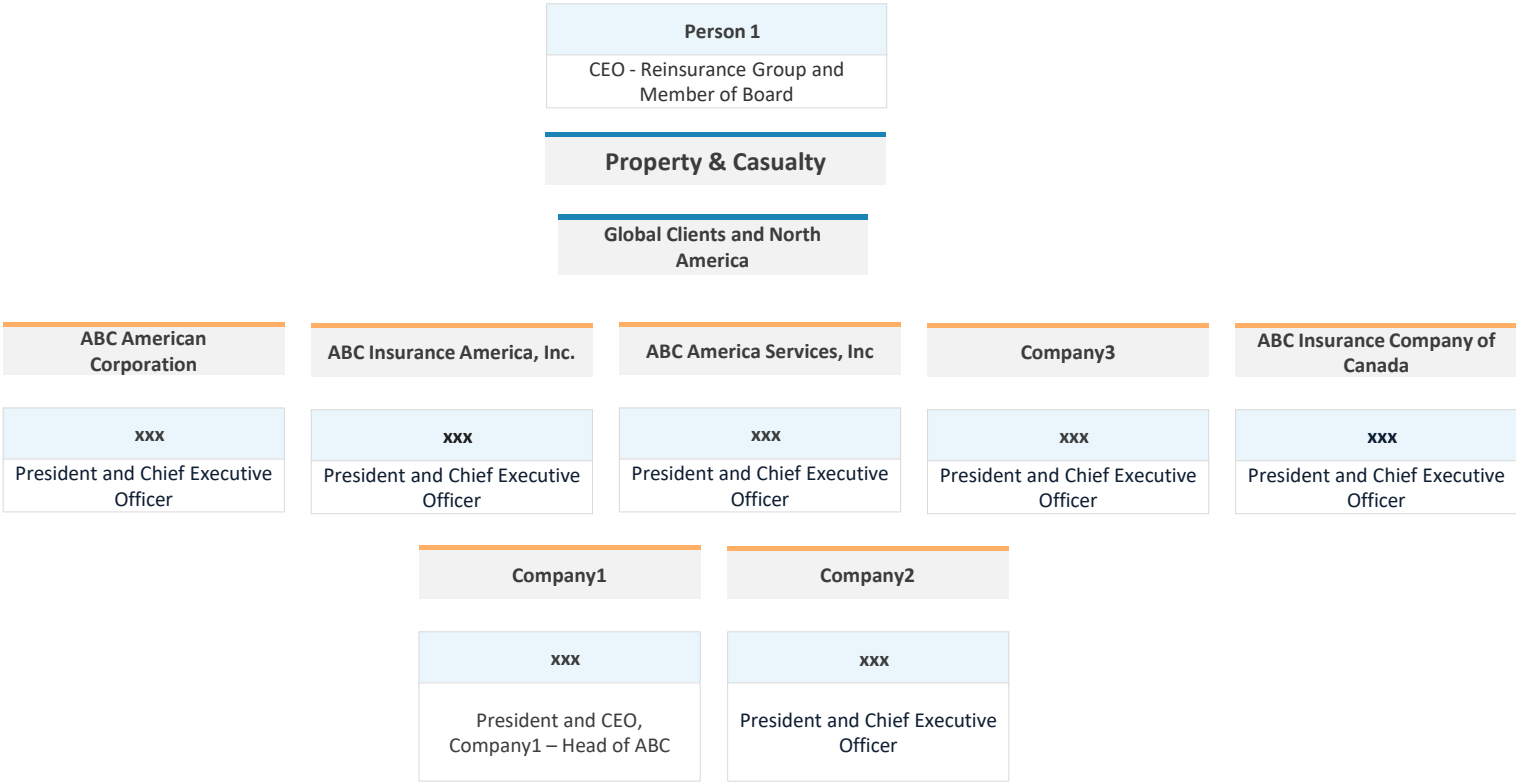 Person 1
CEO - Reinsurance Group and
Member of Board
Property & Casualty
Global Clients and North
America
ABC American
Corporation
ABC Insurance America, Inc.
ABC America Services, Inc
Company3
ABC Insurance Company of
Canada
xxx
President and Chief Executive
Officer
xxx
President and Chief Executive
Officer
xxx
President and Chief Executive
Officer
xxx
President and Chief Executive
Officer
xxx
President and Chief Executive
Officer
Company1
Company2
xxx
President and CEO,
Company1 – Head of ABC
xxx
President and Chief Executive
Officer